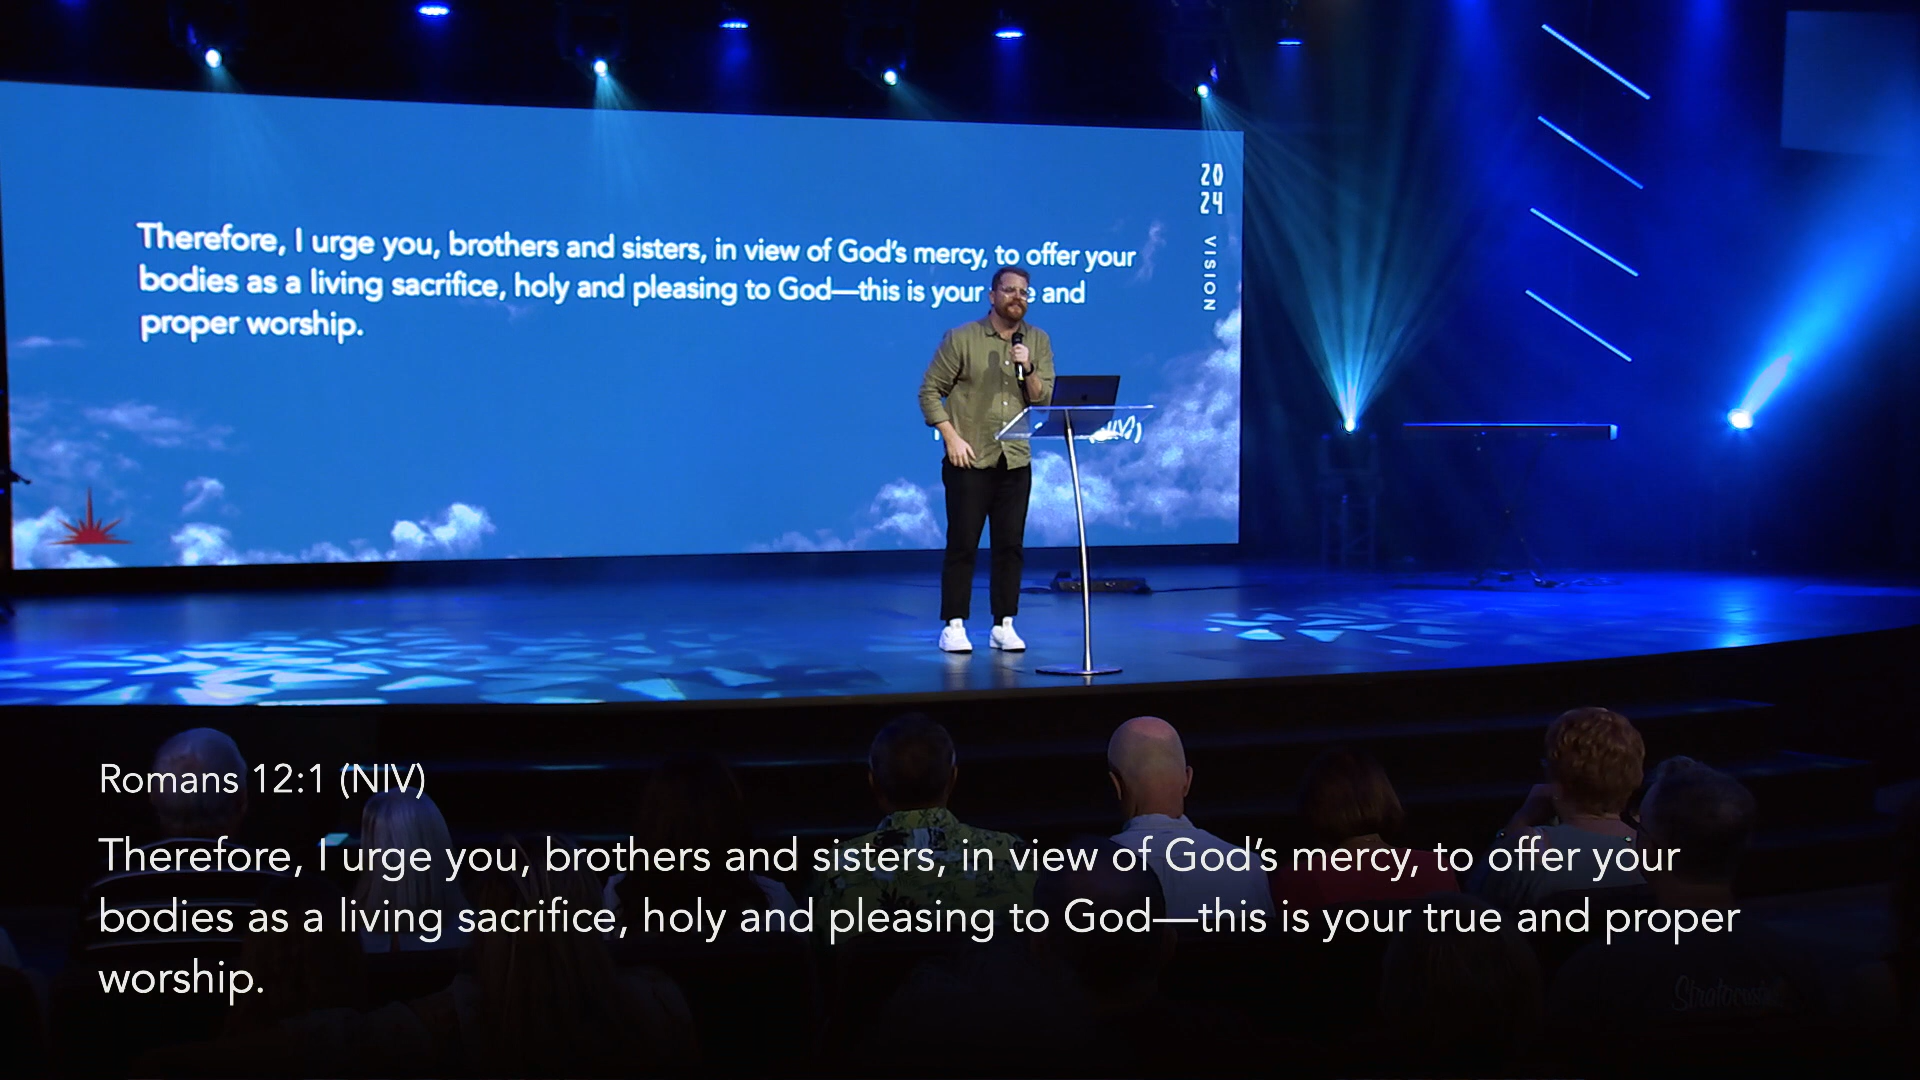 20
24
VISION
Therefore, I urge you, brothers and sisters, in view of God's mercy, to offer your
bodies as a living sacrifice, holy and pleasing to God—this is your and
proper worship.
(NIV)
Romans 12:1 (NIV)
Therefore, I urge you, brothers and sisters, in view of God's mercy, to offer your
bodies as a living sacrifice, holy and pleasing to God—this is your true and proper
worship.